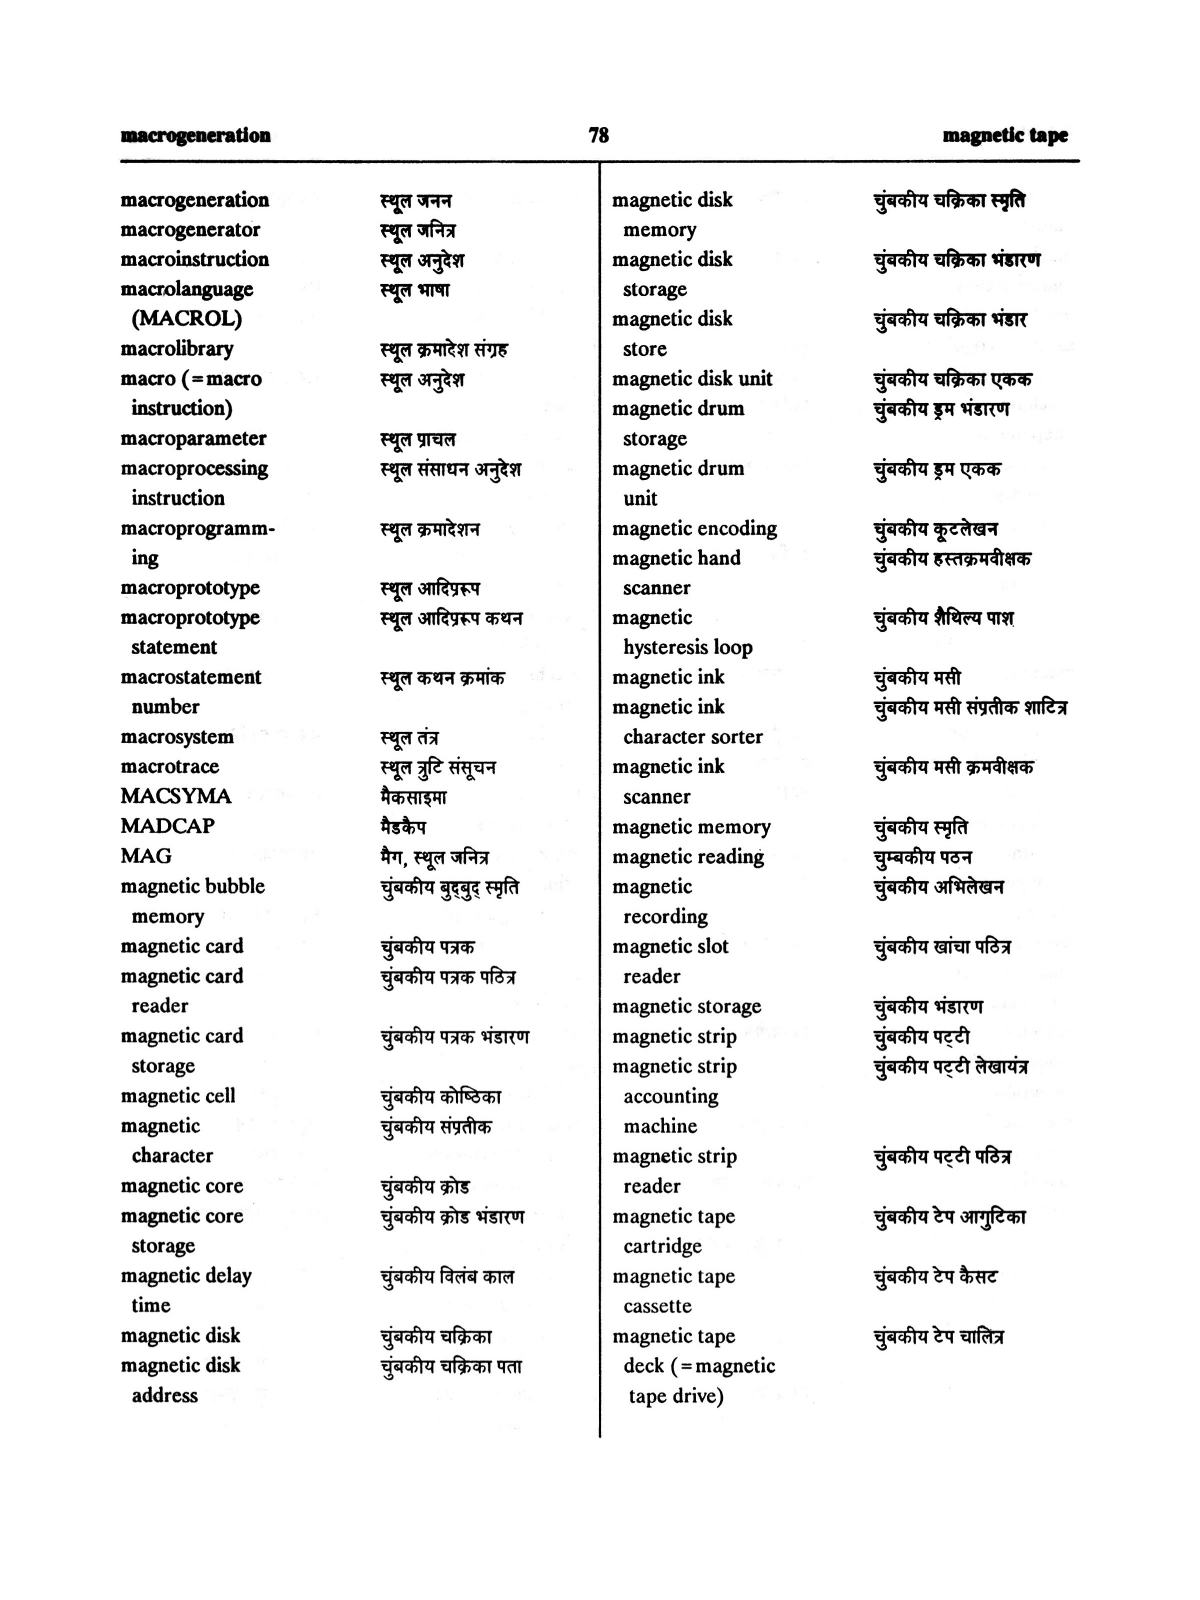 macrogeneration 78 magnetic tape
macrogeneration स्थूल जनन
macrogenerator स्थूल जनित्र
macroinstruction स्थूल अनुदेश
macrolanguage स्थूल भाषा
(MACROL)
macrolibrary स्थूल क्रमादेश संग्रह
macro (=macro स्थूल अनुदेश
instruction)
macroparameter स्थूल प्राचल
macroprocessing स्थूल संसाधन अनुदेश
instruction
macroprogramm- स्थूल क्रमादेशन
ing
macroprototype स्थूल आदिप्ररूप
macroprototype स्थूल आदिप्ररूप कथन
statement
macrostatement स्थूल कथन क्रमांक
number
macrosystem स्थूल तंत्र
macrotrace स्थूल त्रुटि संसूचन
MACSYMA मैकसाइमा
MADCAP मैडकैप
MAG मैग, स्थूल जनित्र
magnetic bubble चुंबकीय बुद्बुद् स्मृति
memory
magnetic card चुंबकीय पत्रक
magnetic card चुंबकीय पत्रक पठित्र
reader
magnetic card चुंबकीय पत्रक भंडारण
storage
magnetic cell चुंबकीय कोष्ठिका
magnetic चुंबकीय संप्रतीक
character
magnetic core चुंबकीय क्रोड
magnetic core चुंबकीय क्रोड भंडारण
storage
magnetic delay चुंबकीय विलंब काल
time
magnetic disk चुंबकीय चक्रिका
magnetic disk चुंबकीय चक्रिका पता
address
magnetic disk चुंबकीय चक्रिका स्मृति
memory
magnetic disk चुंबकीय चक्रिका भंडारण
storage
magnetic disk चुंबकीय चक्रिका भंडार
store
magnetic disk unit चुंबकीय चक्रिका एकक
magnetic drum चुंबकीय ड्रम भंडारण
storage
magnetic drum चुंबकीय ड्रम एकक
unit
magnetic encoding चुंबकीय कूटलेखन
magnetic hand चुंबकीय हस्तक्रमवीक्षक
scanner
magnetic चुंबकीय शैथिल्य पाश
hysteresis loop
magnetic ink चुंबकीय मसी
magnetic ink चुंबकीय मसी संप्रतीक शाटित्र
character sorter
magnetic ink चुंबकीय मसी क्रमवीक्षक
scanner
magnetic memory चुंबकीय स्मृति
magnetic reading चुम्बकीय पठन
magnetic चुंबकीय अभिलेखन
recording
magnetic slot चुंबकीय खांचा पठित्र
reader
magnetic storage चुंबकीय भंडारण
magnetic strip चुंबकीय पट्टी
magnetic strip चुंबकीय पट्टी लेखायंत्र
accounting
machine
magnetic strip चुंबकीय पट्टी पठित्र
reader
magnetic tape चुंबकीय टेप आगुटिका
cartridge
magnetic tape चुंबकीय टेप कैसट
cassette
magnetic tape चुंबकीय टेप चालित्र
deck (=magnetic
tape drive)